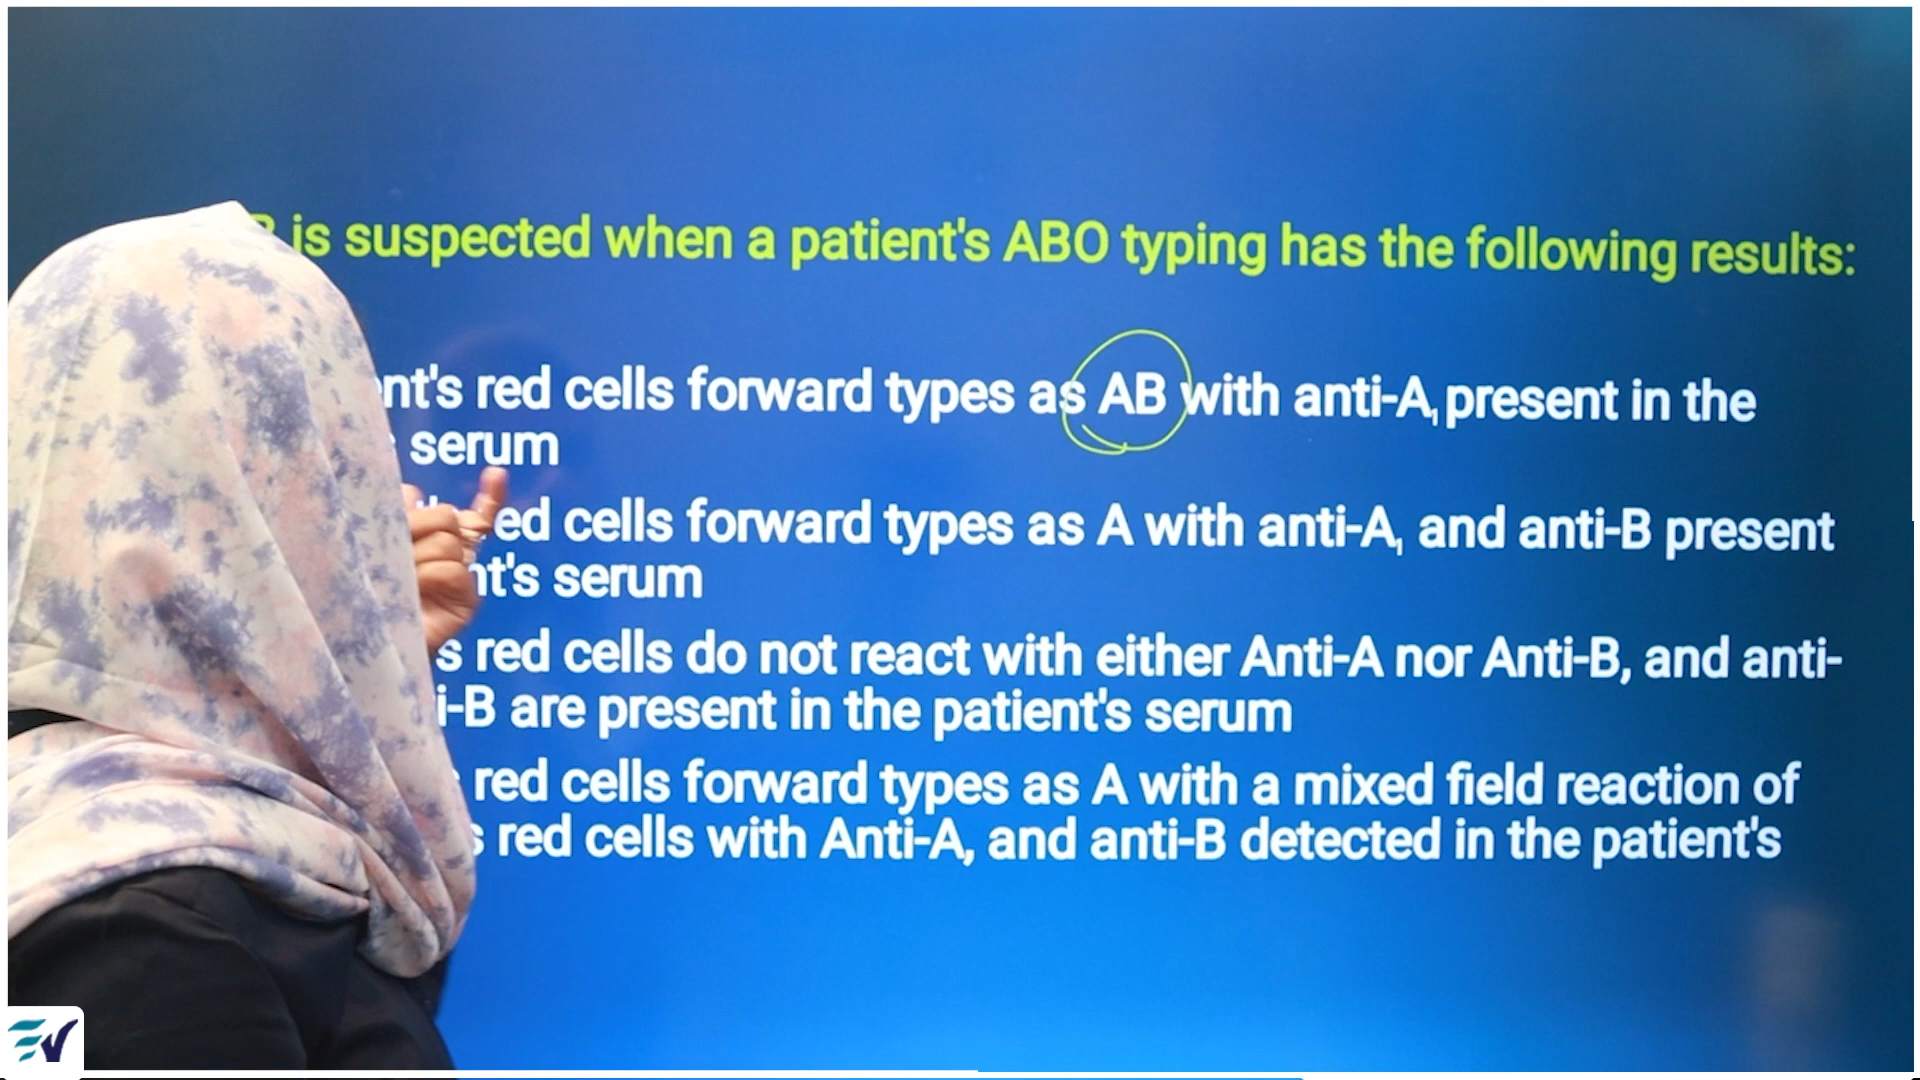 is suspected when a patient's ABO typing has the following results:
red cells forward types as AB with anti-A₁ present in the
serum
cells forward types as A with anti-A₁ and anti-B present
serum
red cells do not react with either Anti-A nor Anti-B, and anti-
are present in the patient's serum
red cells forward types as A with a mixed field reaction of
red cells with Anti-A, and anti-B detected in the patient's